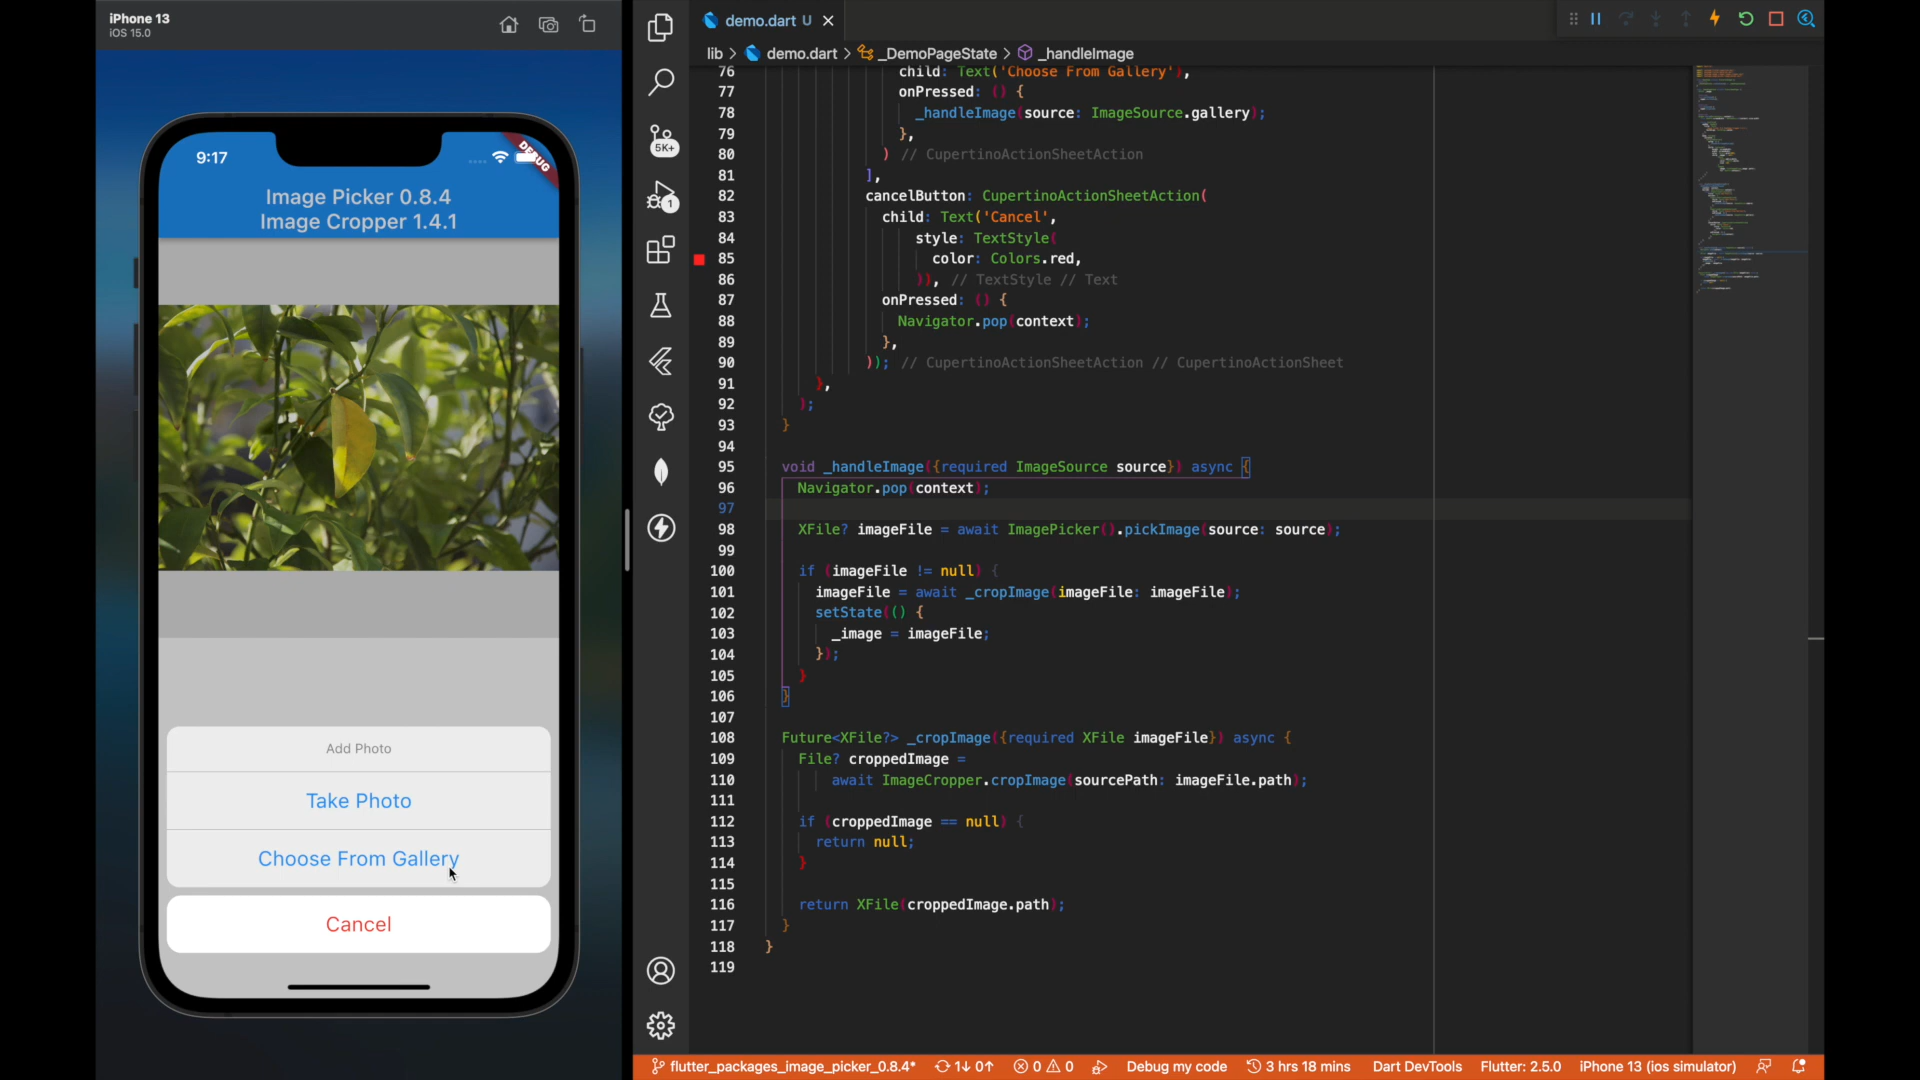 iPhone 13
iOS 15.0
9:17
DEBUG
Image Picker 0.8.4
Image Cropper 1.4.1
Add Photo
Take Photo
Choose From Gallery
Cancel
5K+
1
demo.dart U
lib > demo.dart > _DemoPageState > _handleImage
76 child: Text('Choose From Gallery'),
77 onPressed: () {
78 _handleImage(source: ImageSource.gallery);
79 },
80 ) // CupertinoActionSheetAction
81 ],
82 cancelButton: CupertinoActionSheetAction(
83 child: Text('Cancel',
84 style: TextStyle(
85 color: Colors.red,
86 )), // TextStyle // Text
87 onPressed: () {
88 Navigator.pop(context);
89 },
90 )); // CupertinoActionSheetAction // CupertinoActionSheet
91 },
92 );
93 }
94
95 void _handleImage({required ImageSource source}) async {
96 Navigator.pop(context);
97
98 XFile? imageFile = await ImagePicker().pickImage(source: source);
99
100 if (imageFile != null) {
101 imageFile = await _cropImage(imageFile: imageFile);
102 setState(() {
103 _image = imageFile;
104 });
105 }
106 }
107
108 Future<XFile?> _cropImage({required XFile imageFile}) async {
109 File? croppedImage =
110 await ImageCropper.cropImage(sourcePath: imageFile.path);
111
112 if (croppedImage == null) {
113 return null;
114 }
115
116 return XFile(croppedImage.path);
117 }
118 }
119
flutter_packages_image_picker_0.8.4* 1↓ 0↑ 0 0 Debug my code 3 hrs 18 mins Dart DevTools Flutter: 2.5.0 iPhone 13 (ios simulator)